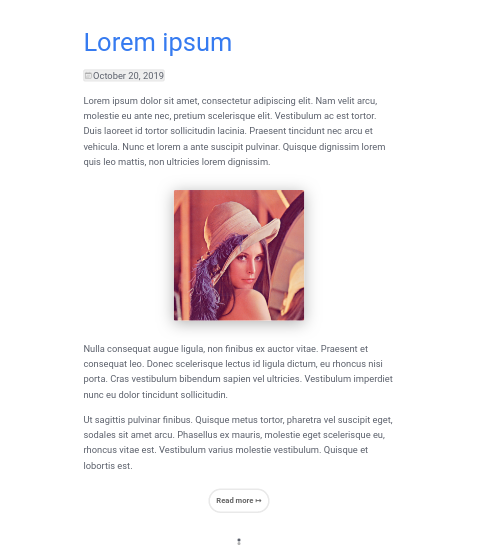 Lorem ipsum
October 20, 2019
Lorem ipsum dolor sit amet, consectetur adipiscing elit. Nam velit arcu,
molestie eu ante nec, pretium scelerisque elit. Vestibulum ac est tortor.
Duis laoreet id tortor sollicitudin lacinia. Praesent tincidunt nec arcu et
vehicula. Nunc et lorem a ante suscipit pulvinar. Quisque dignissim lorem
quis leo mattis, non ultricies lorem dignissim.
Nulla consequat augue ligula, non finibus ex auctor vitae. Praesent et
consequat leo. Donec scelerisque lectus id ligula dictum, eu rhoncus nisi
porta. Cras vestibulum bibendum sapien vel ultricies. Vestibulum imperdiet
nunc eu dolor tincidunt sollicitudin.
Ut sagittis pulvinar finibus. Quisque metus tortor, pharetra vel suscipit eget,
sodales sit amet arcu. Phasellus ex mauris, molestie eget scelerisque eu,
rhoncus vitae est. Vestibulum varius molestie vestibulum. Quisque et
lobortis est.
Read more ↦